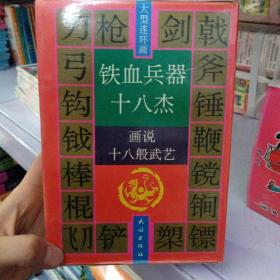 大型连环画
枪 剑 戟
弓 斧
钩 锤
钺 鞭
棒 镋
棍 锏
铲 槊 镖
铁血兵器
十八杰
画说
十八般武艺